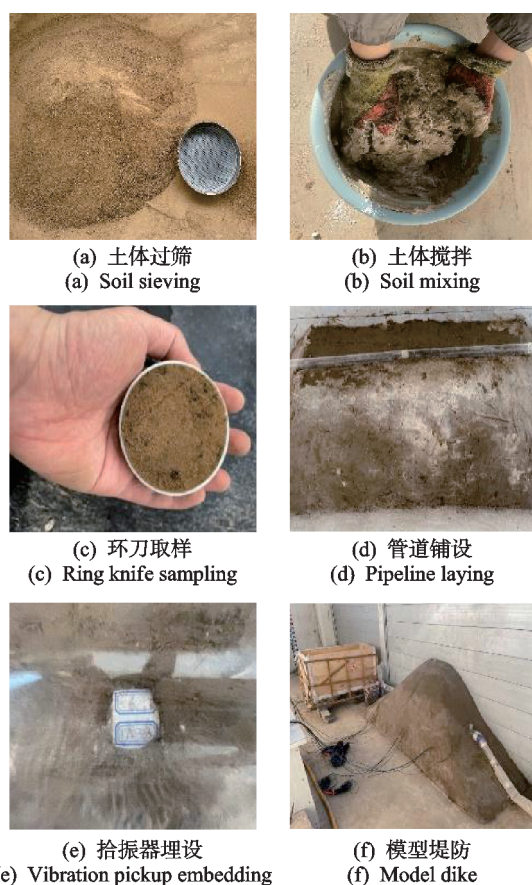 (a) 土体过筛
(a) Soil sieving
(b) 土体搅拌
(b) Soil mixing
(c) 环刀取样
(c) Ring knife sampling
(d) 管道铺设
(d) Pipeline laying
(e) 拾振器埋设
e) Vibration pickup embedding
(f) 模型堤防
(f) Model dike